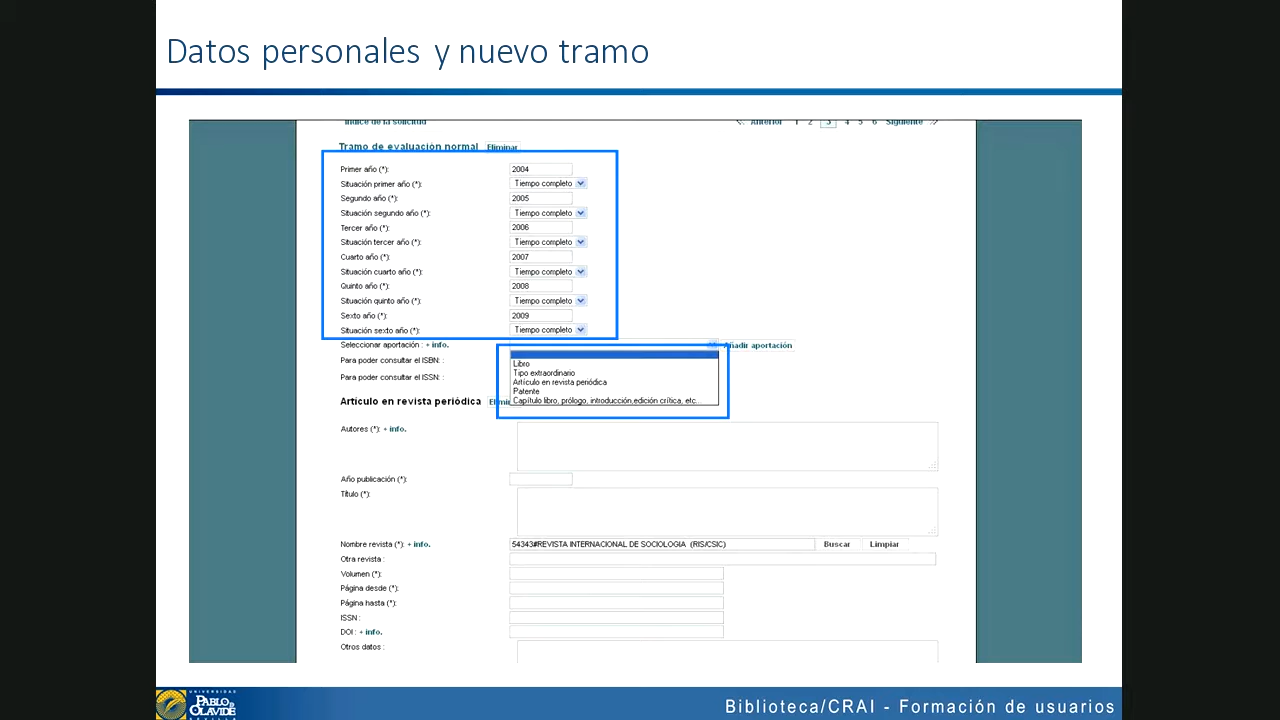 Datos personales y nuevo tramo
Índice de la solicitud
Anterior 1 2 3 4 5 6 Siguiente
Tramo de evaluación normal Eliminar
Primer año (*): 2004
Situación primer año (*): Tiempo completo
Segundo año (*): 2005
Situación segundo año (*): Tiempo completo
Tercer año (*): 2006
Situación tercer año (*): Tiempo completo
Cuarto año (*): 2007
Situación cuarto año (*): Tiempo completo
Quinto año (*): 2008
Situación quinto año (*): Tiempo completo
Sexto año (*): 2009
Situación sexto año (*): Tiempo completo
Seleccionar aportación : + info. Añadir aportación
Para poder consultar el ISBN: :
Para poder consultar el ISSN: :
Libro
Tipo extraordinario
Artículo en revista periódica
Patente
Capítulo libro, prólogo, introducción,edición crítica, etc...
Artículo en revista periódica
Autores (*): + info.
Año publicación (*):
Título (*):
Nombre revista (*): + info. 54343#REVISTA INTERNACIONAL DE SOCIOLOGIA (RIS/CSIC) Buscar Limpiar
Otra revista :
Volumen (*):
Página desde (*):
Página hasta (*):
ISSN :
DOI : + info.
Otros datos :
UNIVERSIDAD
PABLO DE
OLAVIDE
SEVILLA
Biblioteca/CRAI - Formación de usuarios